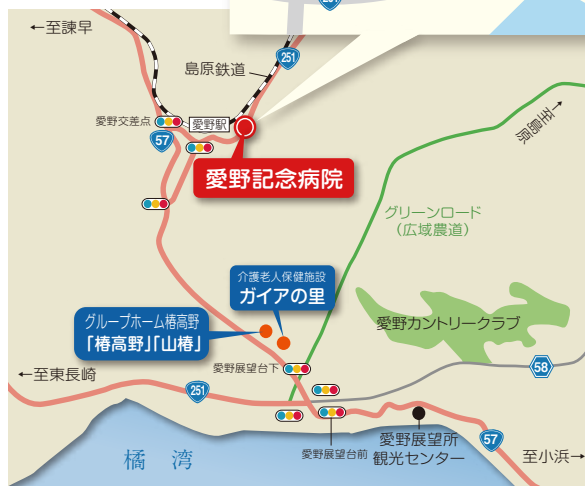 251
←至諫早
251
島原鉄道
愛野交差点
愛野駅
57
至島原
愛野記念病院
グリーンロード
（広域農道）
介護老人保健施設
ガイアの里
グループホーム椿高野
「椿高野」「山椿」
愛野カントリークラブ
愛野展望台下
58
←至東長崎
251
愛野展望台前
愛野展望所
観光センター
57
橘 湾
至小浜→